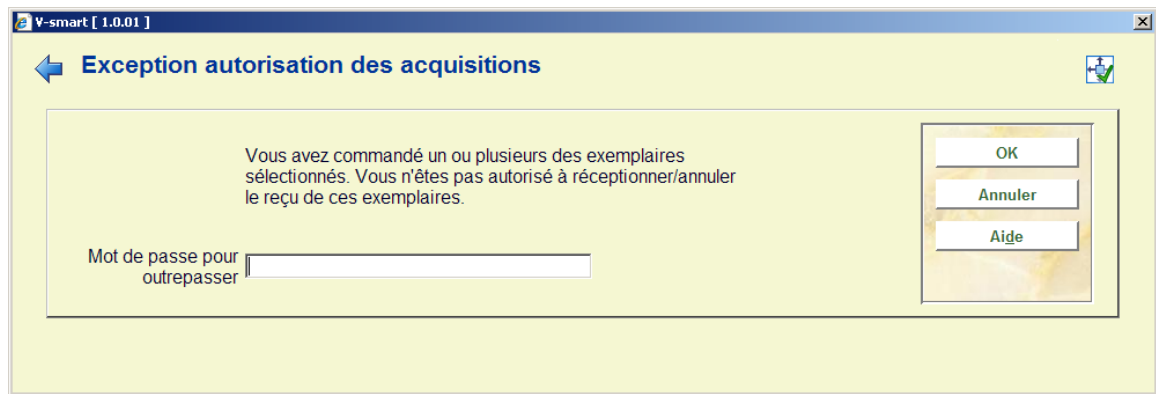 V-smart [ 1.0.01 ]
Exception autorisation des acquisitions
Vous avez commandé un ou plusieurs des exemplaires
sélectionnés. Vous n'êtes pas autorisé à réceptionner/annuler
le reçu de ces exemplaires.
Mot de passe pour
outrepasser
OK
Annuler
Aide